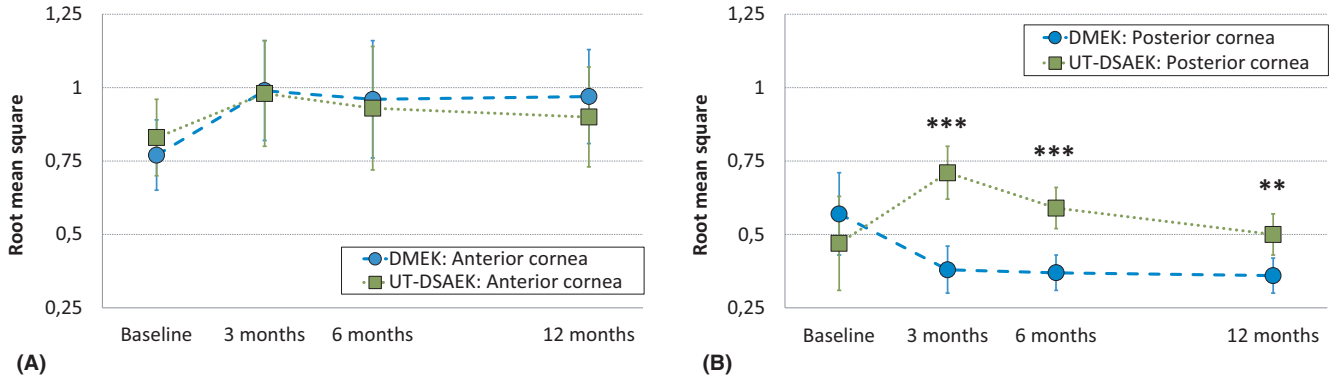 1,25
1
0,75
0,5
0,25
Root mean square
DMEK: Anterior cornea
UT-DSAEK: Anterior cornea
Baseline 3 months 6 months 12 months
(A)
1,25
1
0,75
0,5
0,25
Root mean square
DMEK: Posterior cornea
UT-DSAEK: Posterior cornea
***
***
**
Baseline 3 months 6 months 12 months
(B)